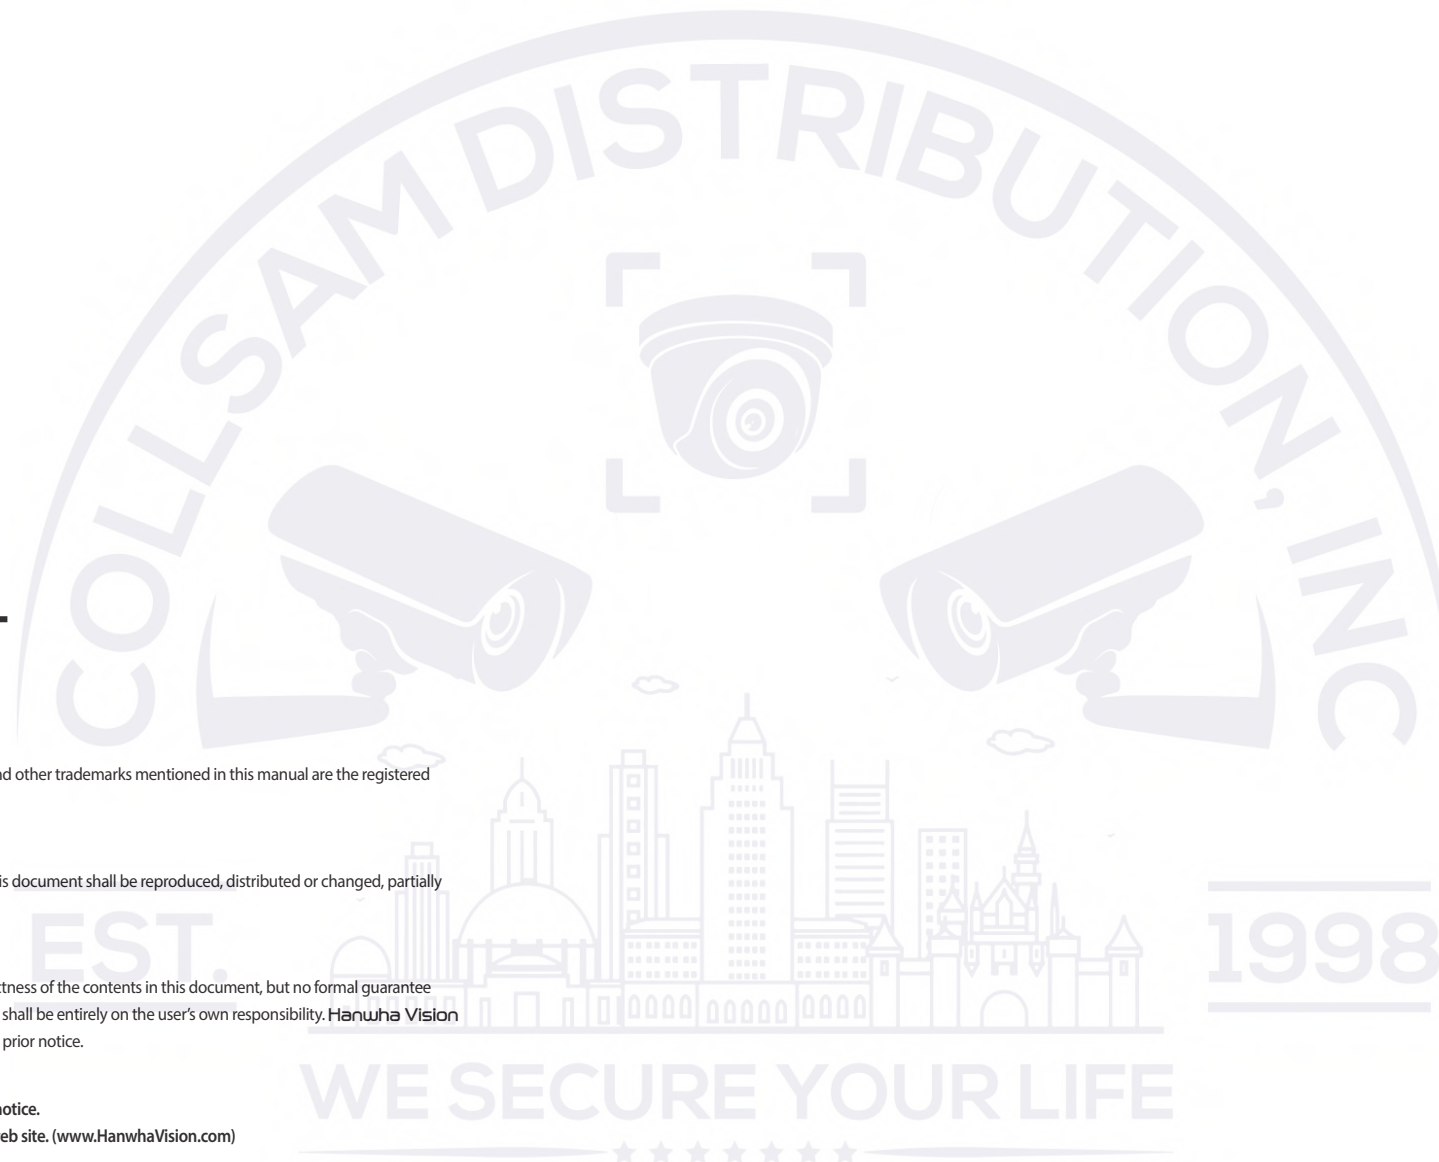 COLLSAM DISTRIBUTION, INC
nd other trademarks mentioned in this manual are the registered
is document shall be reproduced, distributed or changed, partially
EST.
1998
tness of the contents in this document, but no formal guarantee
shall be entirely on the user's own responsibility. Hanwha Vision
prior notice.
WE SECURE YOUR LIFE
notice.
eb site. (www.HanwhaVision.com)